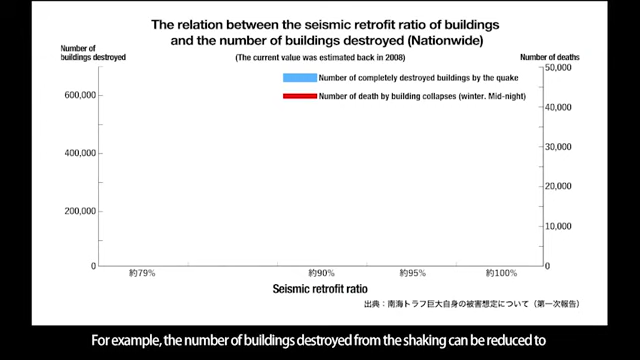 The relation between the seismic retrofit ratio of buildings
and the number of buildings destroyed (Nationwide)
(The current value was estimated back in 2008)
Number of
buildings destroyed
Number of deaths
Number of completely destroyed buildings by the quake
Number of death by building collapses (winter. Mid-night)
600,000
400,000
200,000
0
50,000
40,000
30,000
20,000
10,000
0
約79%
約90%
約95%
約100%
Seismic retrofit ratio
出典：南海トラフ巨大自身の被害想定について（第一次報告）
For example, the number of buildings destroyed from the shaking can be reduced to